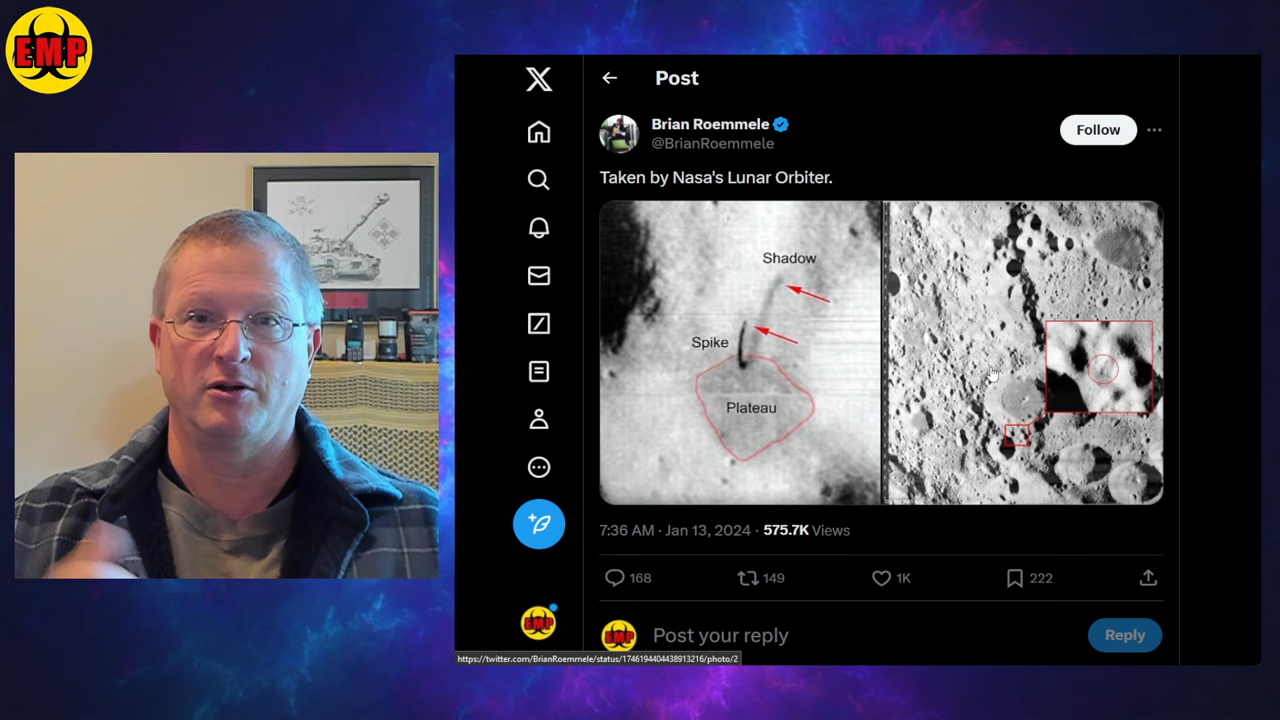 EMP
Post
Brian Roemmele
@BrianRoemmele
Follow
Taken by Nasa's Lunar Orbiter.
Shadow
Spike
Plateau
7:36 AM · Jan 13, 2024 · 575.7K Views
168 149 1K 222
EMP
EMP
Post your reply
Reply
https://twitter.com/BrianRoemmele/status/1746194404438913216/photo/2